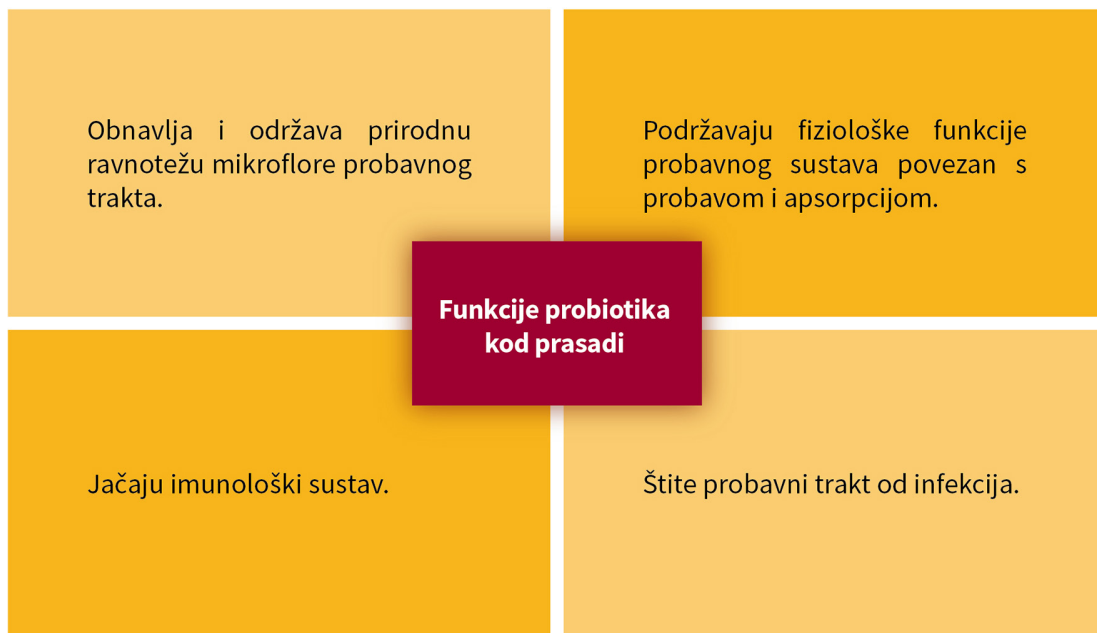 Obnavlja i održava prirodnu
ravnotežu mikroflore probavnog
trakta.
Podržavaju fiziološke funkcije
probavnog sustava povezan s
probavom i apsorpcijom.
Funkcije probiotika
kod prasadi
Jačaju imunološki sustav.
Štite probavni trakt od infekcija.